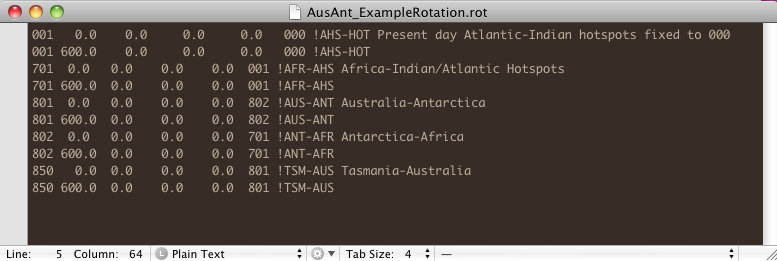 AusAnt_ExampleRotation.rot
001 0.0 0.0 0.0 0.0 000 !AHS-HOT Present day Atlantic-Indian hotspots fixed to 000
001 600.0 0.0 0.0 0.0 000 !AHS-HOT
701 0.0 0.0 0.0 0.0 001 !AFR-AHS Africa-Indian/Atlantic Hotspots
701 600.0 0.0 0.0 0.0 001 !AFR-AHS
801 0.0 0.0 0.0 0.0 802 !AUS-ANT Australia-Antarctica
801 600.0 0.0 0.0 0.0 802 !AUS-ANT
802 0.0 0.0 0.0 0.0 701 !ANT-AFR Antarctica-Africa
802 600.0 0.0 0.0 0.0 701 !ANT-AFR
850 0.0 0.0 0.0 0.0 801 !TSM-AUS Tasmania-Australia
850 600.0 0.0 0.0 0.0 801 !TSM-AUS
Line: 5 Column: 64 L Plain Text Tab Size: 4 —